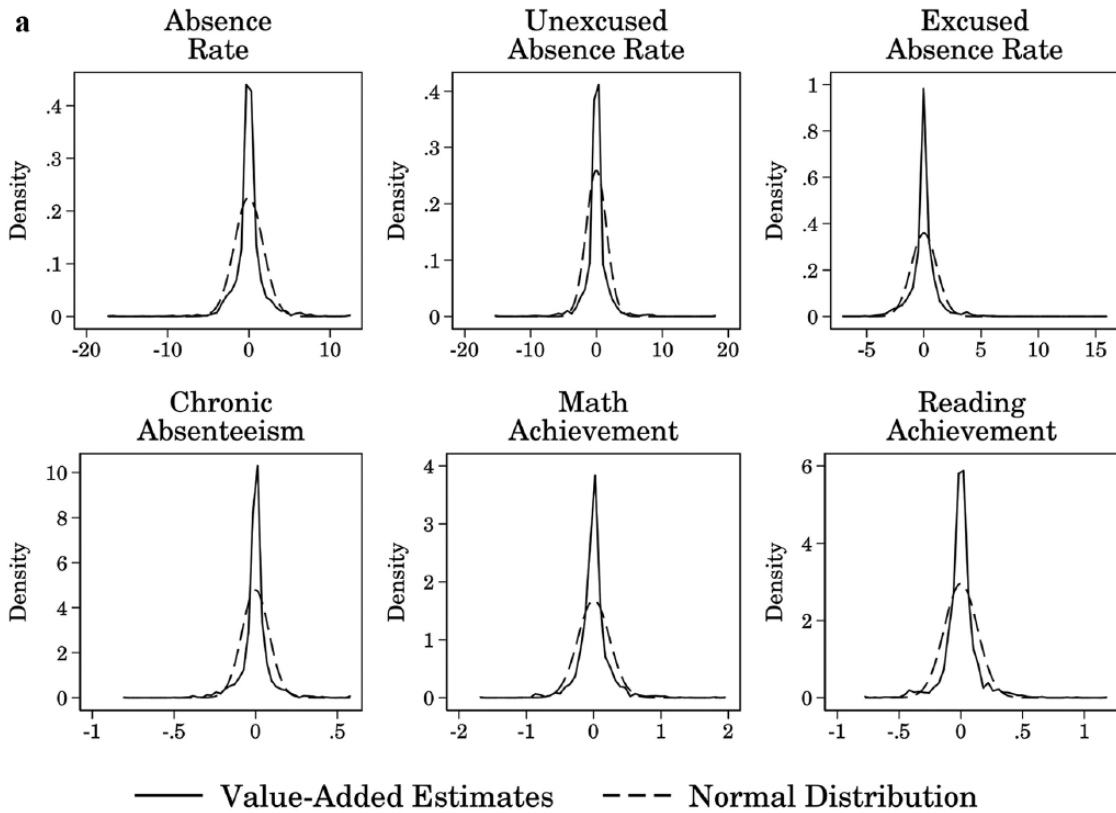 a
Absence
Rate
Unexcused
Absence Rate
Excused
Absence Rate
Density
.4
.3
.2
.1
0
-20
-10
0
10
Density
.4
.3
.2
.1
0
-20
-10
0
10
20
Density
1
.8
.6
.4
.2
0
-5
0
5
10
15
Chronic
Absenteeism
Math
Achievement
Reading
Achievement
Density
10
8
6
4
2
0
-1
-.5
0
.5
Density
4
3
2
1
0
-2
-1
0
1
2
Density
6
4
2
0
-1
-.5
0
.5
1
Value-Added Estimates
Normal Distribution